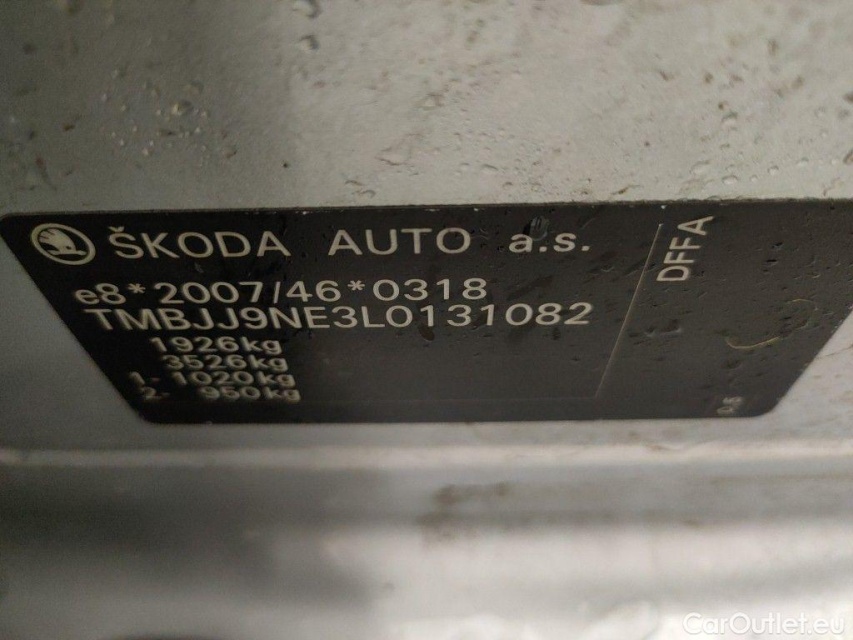 ŠKODA AUTO a.s.
e8*2007/46*0318
TMBJJ9NE3L0131082
1926kg
3526kg
1.- 1020kg
2.- 950kg
DFFA
CarOutlet.eu